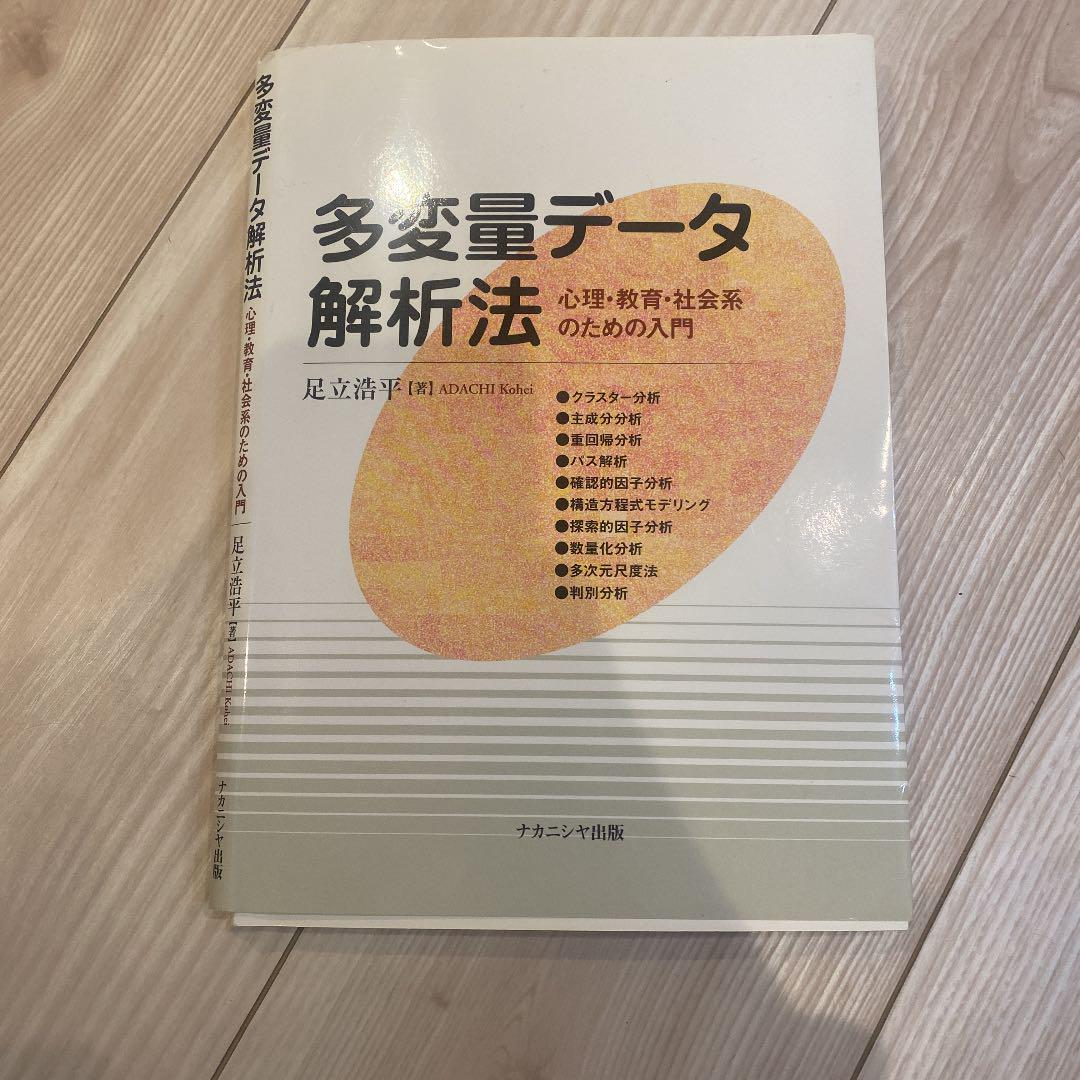 多変量データ
解析法
心理・教育・社会系
のための入門
足立浩平【著】ADACHI Kohei
●クラスター分析
●主成分分析
●重回帰分析
●パス解析
●確認的因子分析
●構造方程式モデリング
●探索的因子分析
●数量化分析
●多次元尺度法
●判別分析
ナカニシヤ出版
多変量データ解析法 心理・教育・社会系のための入門 足立浩平【著】ADACHI Kohei ナカニシヤ出版